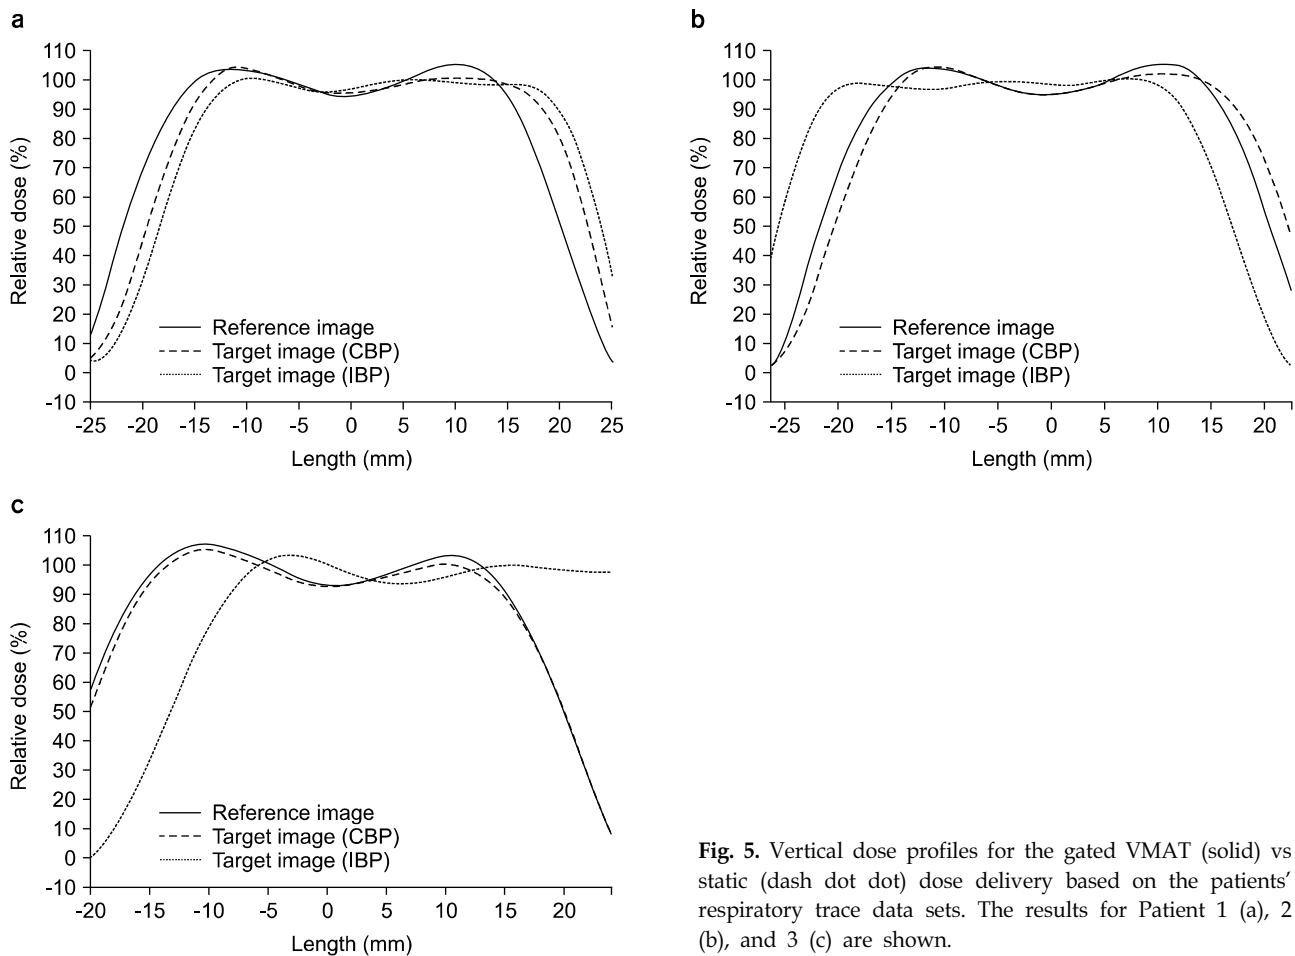 a
110
100
90
80
70
60
50
40
30
20
10
0
-10
Relative dose (%)
Reference image
Target image (CBP)
Target image (IBP)
-25 -20 -15 -10 -5 0 5 10 15 20 25
Length (mm)
b
110
100
90
80
70
60
50
40
30
20
10
0
-10
Relative dose (%)
Reference image
Target image (CBP)
Target image (IBP)
-25 -20 -15 -10 -5 0 5 10 15 20
Length (mm)
c
110
100
90
80
70
60
50
40
30
20
10
0
-10
Relative dose (%)
Reference image
Target image (CBP)
Target image (IBP)
-20 -15 -10 -5 0 5 10 15 20
Length (mm)
Fig. 5. Vertical dose profiles for the gated VMAT (solid) vs
static (dash dot dot) dose delivery based on the patients’
respiratory trace data sets. The results for Patient 1 (a), 2
(b), and 3 (c) are shown.